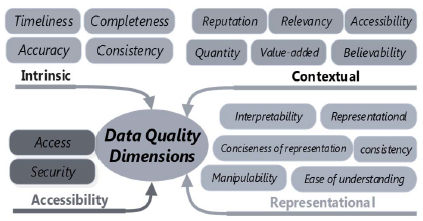 Timeliness
Completeness
Accuracy
Consistency
Intrinsic
Reputation
Relevancy
Accessibility
Quantity
Value-added
Believability
Contextual
Data Quality
Dimensions
Access
Security
Accessibility
Interpretability
Representational
Conciseness of representation
consistency
Manipulability
Ease of understanding
Representational